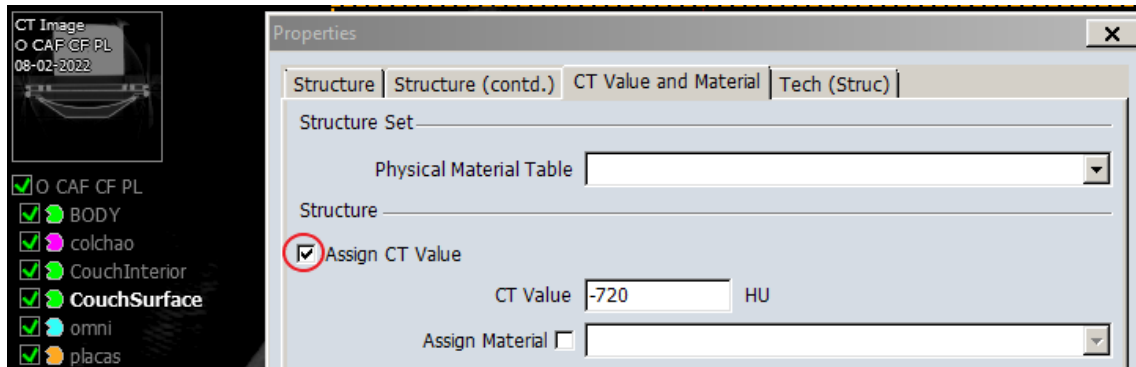 CT Image
O CAF CF PL
08-02-2022
O CAF CF PL
BODY
colchao
CouchInterior
CouchSurface
omni
placas
Properties
Structure Structure (contd.) CT Value and Material Tech (Struc)
Structure Set
Physical Material Table
Structure
Assign CT Value
CT Value -720 HU
Assign Material